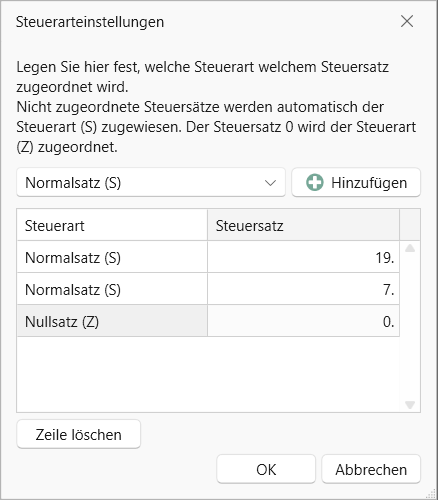 Steuerarteinstellungen
Legen Sie hier fest, welche Steuerart welchem Steuersatz
zugeordnet wird.
Nicht zugeordnete Steuersätze werden automatisch der
Steuerart (S) zugewiesen. Der Steuersatz 0 wird der Steuerart
(Z) zugeordnet.
Normalsatz (S) Hinzufügen
Steuerart Steuersatz
Normalsatz (S) 19.
Normalsatz (S) 7.
Nullsatz (Z) 0.
Zeile löschen
OK Abbrechen